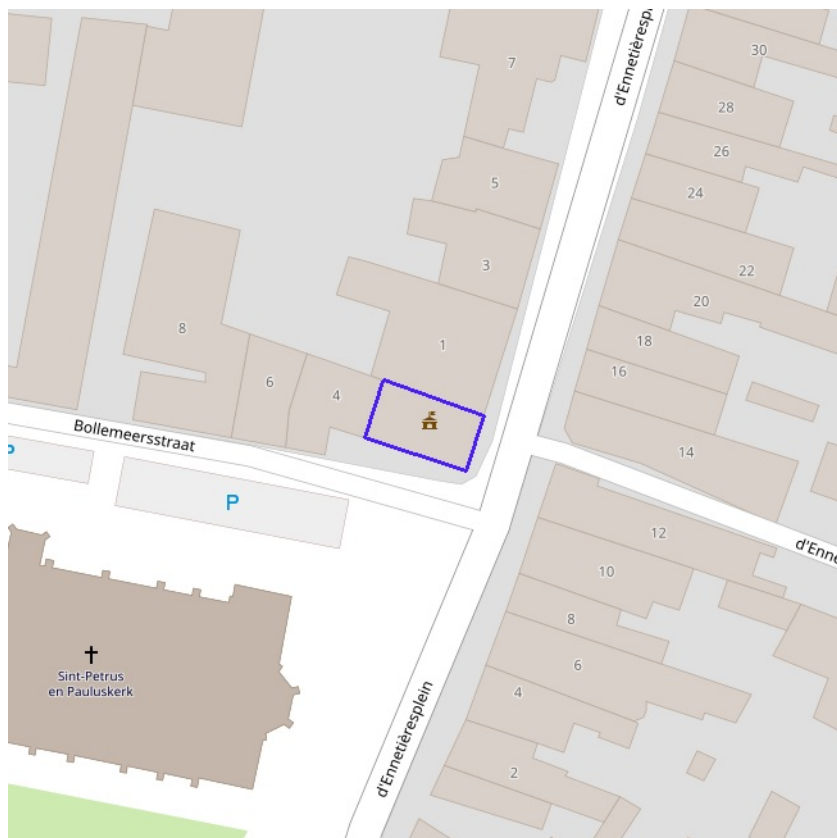 d'Ennetièrespl
30
7
28
26
5
24
22
3
20
18
1
8
16
6
4
Bollemeersstraat
P
14
P
12
d'Enne
10
8
Sint-Petrus
en Pauluskerk
6
4
d'Ennetièresplein
2